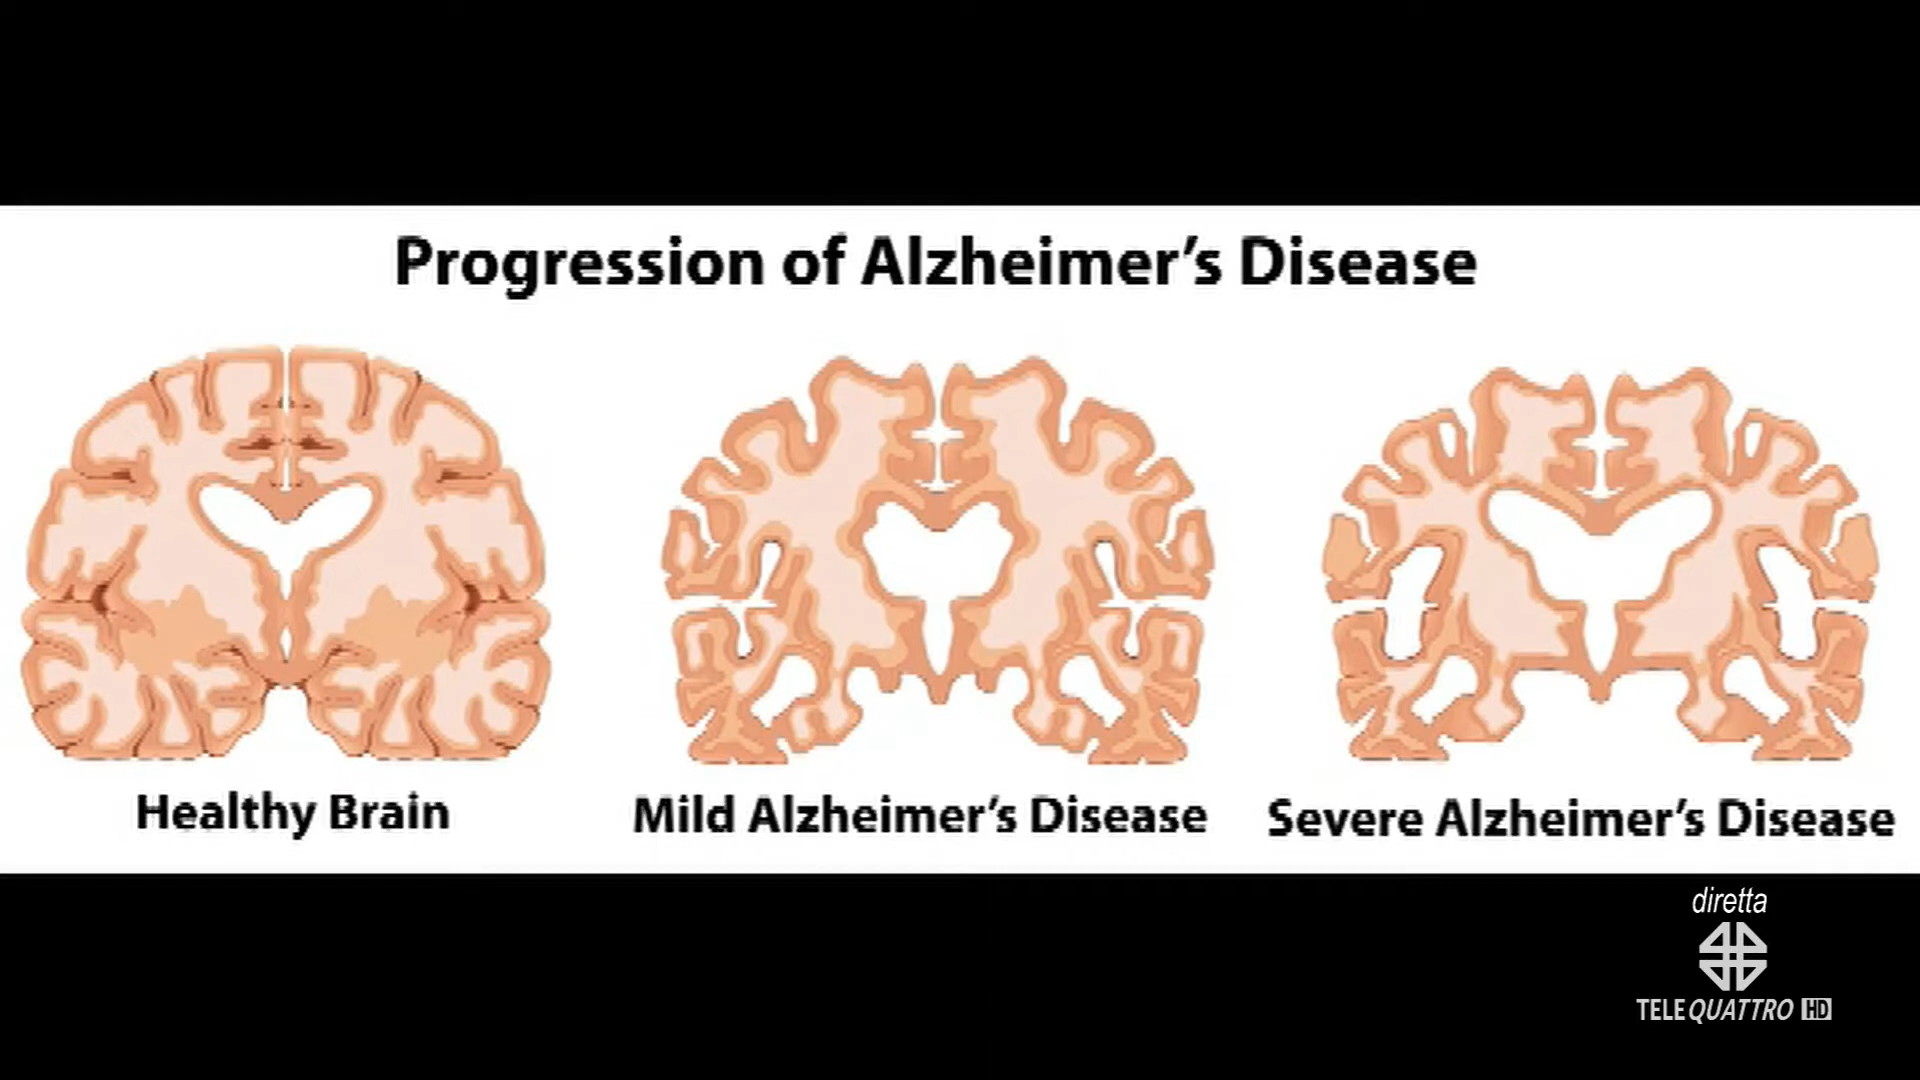 Progression of Alzheimer's Disease
Healthy Brain
Mild Alzheimer's Disease
Severe Alzheimer's Disease
diretta
TELEQUATTRO HD